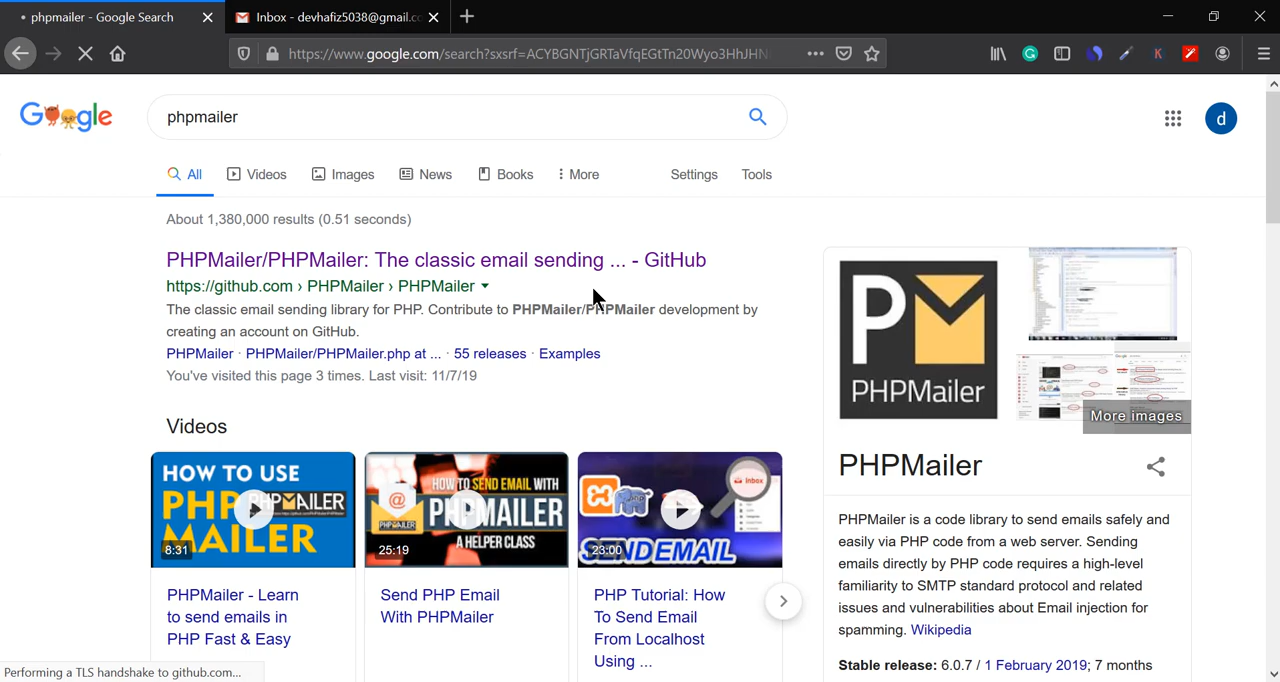 phpmailer - Google Search
Inbox - devhafiz5038@gmail.co
https://www.google.com/search?sxsrf=ACYBGNTjGRTaVfqEGtTn20Wyo3HhJHN
Google
phpmailer
d
All Videos Images News Books More Settings Tools
About 1,380,000 results (0.51 seconds)
PHPMailer/PHPMailer: The classic email sending ... - GitHub
https://github.com › PHPMailer › PHPMailer
The classic email sending library for PHP. Contribute to PHPMailer/PHPMailer development by
creating an account on GitHub.
PHPMailer · PHPMailer/PHPMailer.php at ... · 55 releases · Examples
You've visited this page 3 times. Last visit: 11/7/19
Videos
HOW TO USE
PHP MAILER
PHPMAILER
8:31
PHPMailer - Learn
to send emails in
PHP Fast & Easy
HOW TO SEND EMAIL WITH
PHPMAILER
A HELPER CLASS
PHPMAILER
25:19
Send PHP Email
With PHPMailer
php
Inbox
SENDEMAIL
23:00
PHP Tutorial: How
To Send Email
From Localhost
Using ...
P
PHPMailer
More images
PHPMailer
PHPMailer is a code library to send emails safely and
easily via PHP code from a web server. Sending
emails directly by PHP code requires a high-level
familiarity to SMTP standard protocol and related
issues and vulnerabilities about Email injection for
spamming. Wikipedia
Stable release: 6.0.7 / 1 February 2019; 7 months
Performing a TLS handshake to github.com...